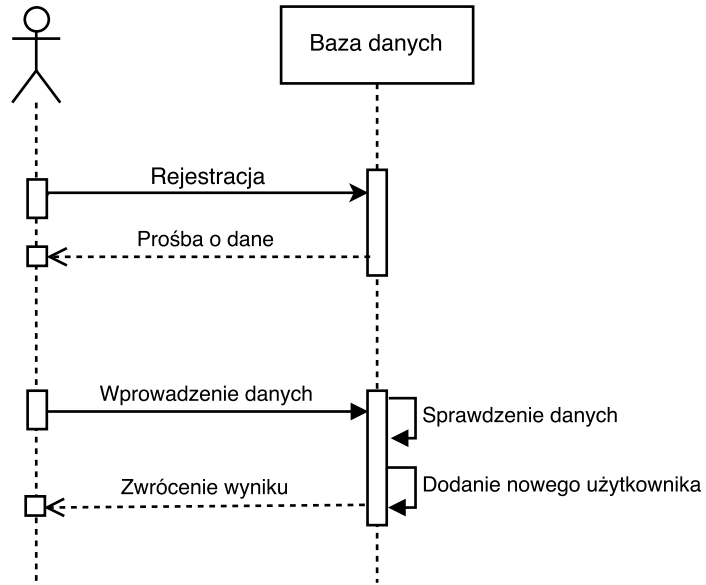 Baza danych
Rejestracja
Prośba o dane
Wprowadzenie danych
Sprawdzenie danych
Zwrócenie wyniku
Dodanie nowego użytkownika